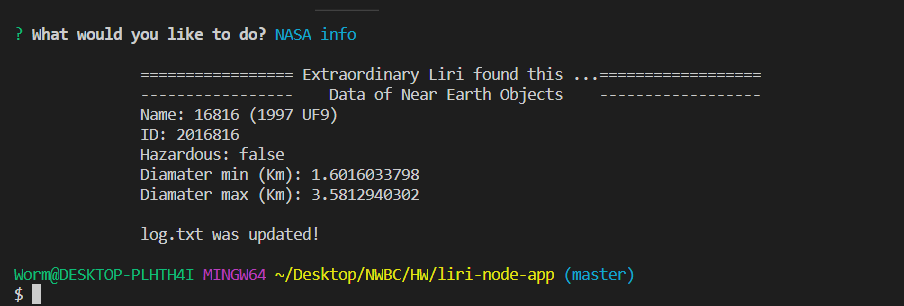 ? What would you like to do? NASA info
================= Extraordinary Liri found this ...==================
----------------- Data of Near Earth Objects ------------------
Name: 16816 (1997 UF9)
ID: 2016816
Hazardous: false
Diamater min (Km): 1.6016033798
Diamater max (Km): 3.5812940302
log.txt was updated!
Worm@DESKTOP-PLHTH4I MINGW64 ~/Desktop/NWBC/HW/liri-node-app (master)
$